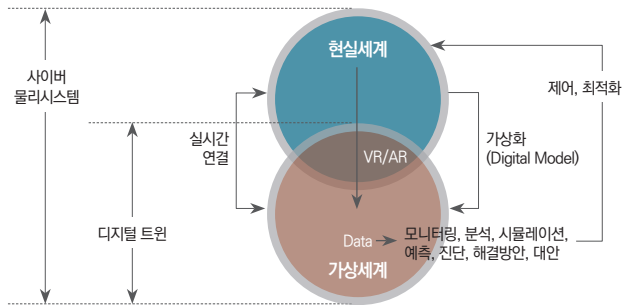 현실세계
사이버
물리시스템
제어, 최적화
실시간
연결
VR/AR
가상화
(Digital Model)
디지털 트윈
Data
모니터링, 분석, 시뮬레이션,
예측, 진단, 해결방안, 대안
가상세계